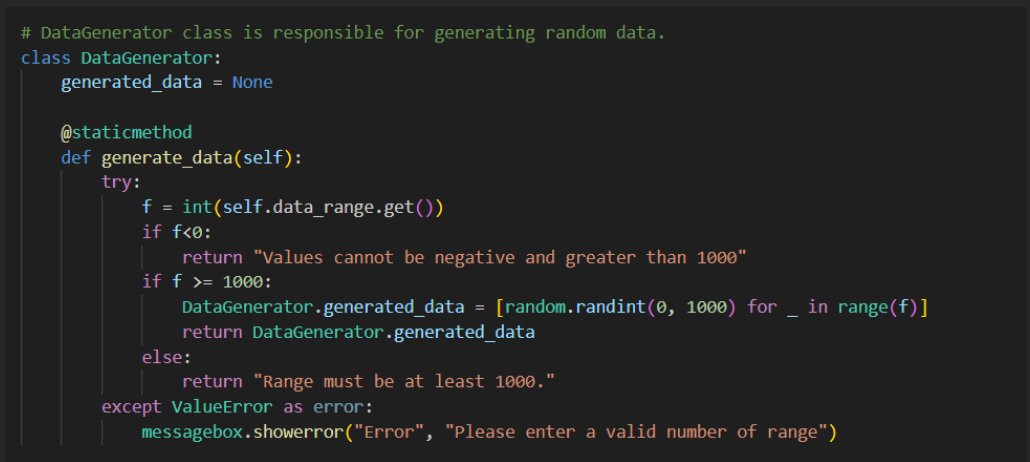 # DataGenerator class is responsible for generating random data.
class DataGenerator:
    generated_data = None

    @staticmethod
    def generate_data(self):
        try:
            f = int(self.data_range.get())
            if f<0:
                return "Values cannot be negative and greater than 1000"
            if f >= 1000:
                DataGenerator.generated_data = [random.randint(0, 1000) for _ in range(f)]
                return DataGenerator.generated_data
            else:
                return "Range must be at least 1000."
        except ValueError as error:
            messagebox.showerror("Error", "Please enter a valid number of range")